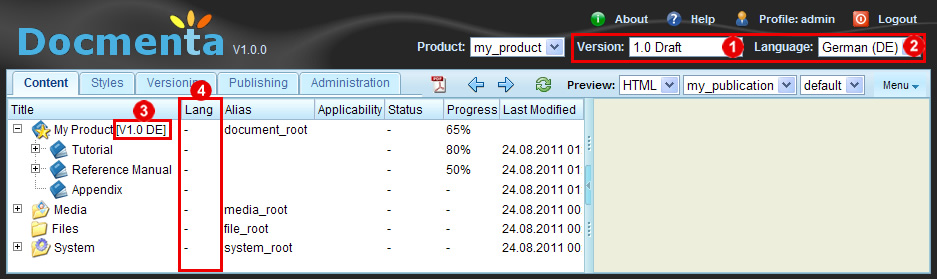 About Help Profile: admin Logout
Docmenta V1.0.0
Product: my_product Version: 1.0 Draft 1 Language: German (DE) 2
Content Styles Versioning Publishing Administration Preview: HTML my_publication default Menu
3 4
Title Lang Alias Applicability Status Progress Last Modified
My Product [V1.0 DE] - document_root - 65%
Tutorial - - 80% 24.08.2011 01
Reference Manual - - 50% 24.08.2011 01
Appendix - - - 24.08.2011 01
Media - media_root - - 24.08.2011 00
Files - file_root - - 24.08.2011 00
System - system_root - - 24.08.2011 00